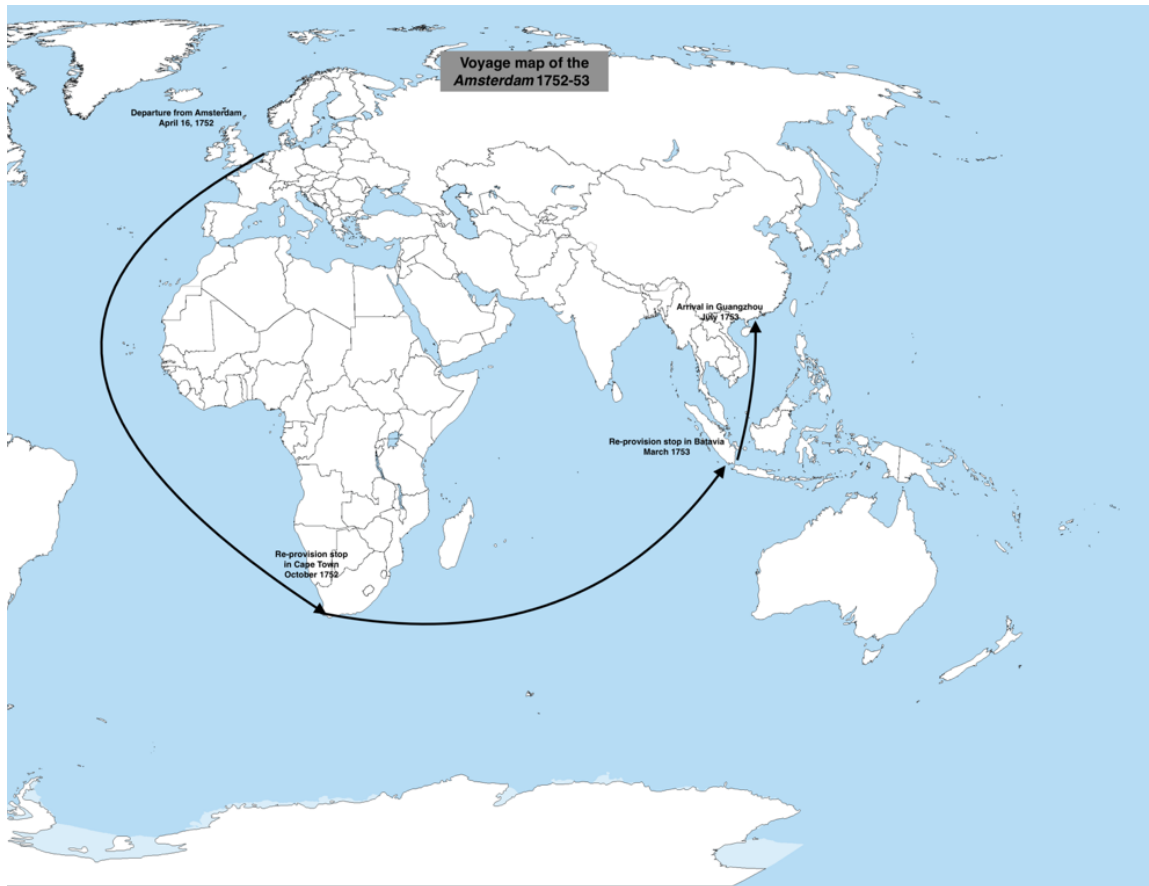 Voyage map of the
Amsterdam 1752-53
Departure from Amsterdam
April 16, 1752
Arrival in Guangzhou
July 1753
Re-provision stop in Batavia
March 1753
Re-provision stop
in Cape Town
October 1752